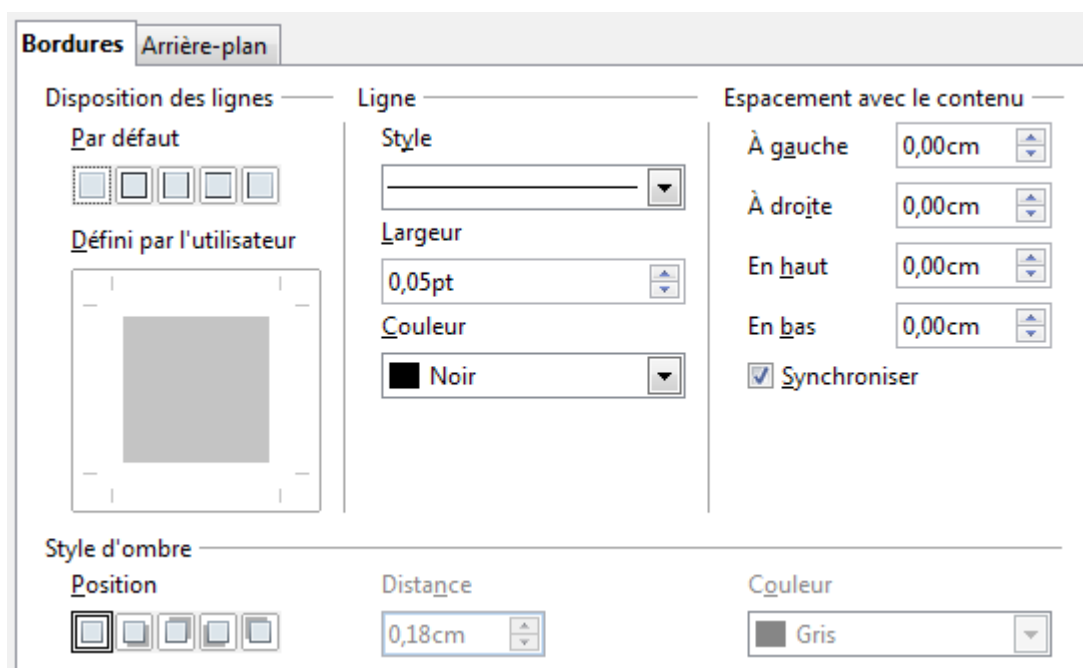 Bordures Arrière-plan
Disposition des lignes Ligne Espacement avec le contenu
Par défaut Style À gauche 0,00cm
À droite 0,00cm
Défini par l'utilisateur Largeur
0,05pt En haut 0,00cm
Couleur En bas 0,00cm
Noir Synchroniser
Style d'ombre
Position Distance Couleur
0,18cm Gris